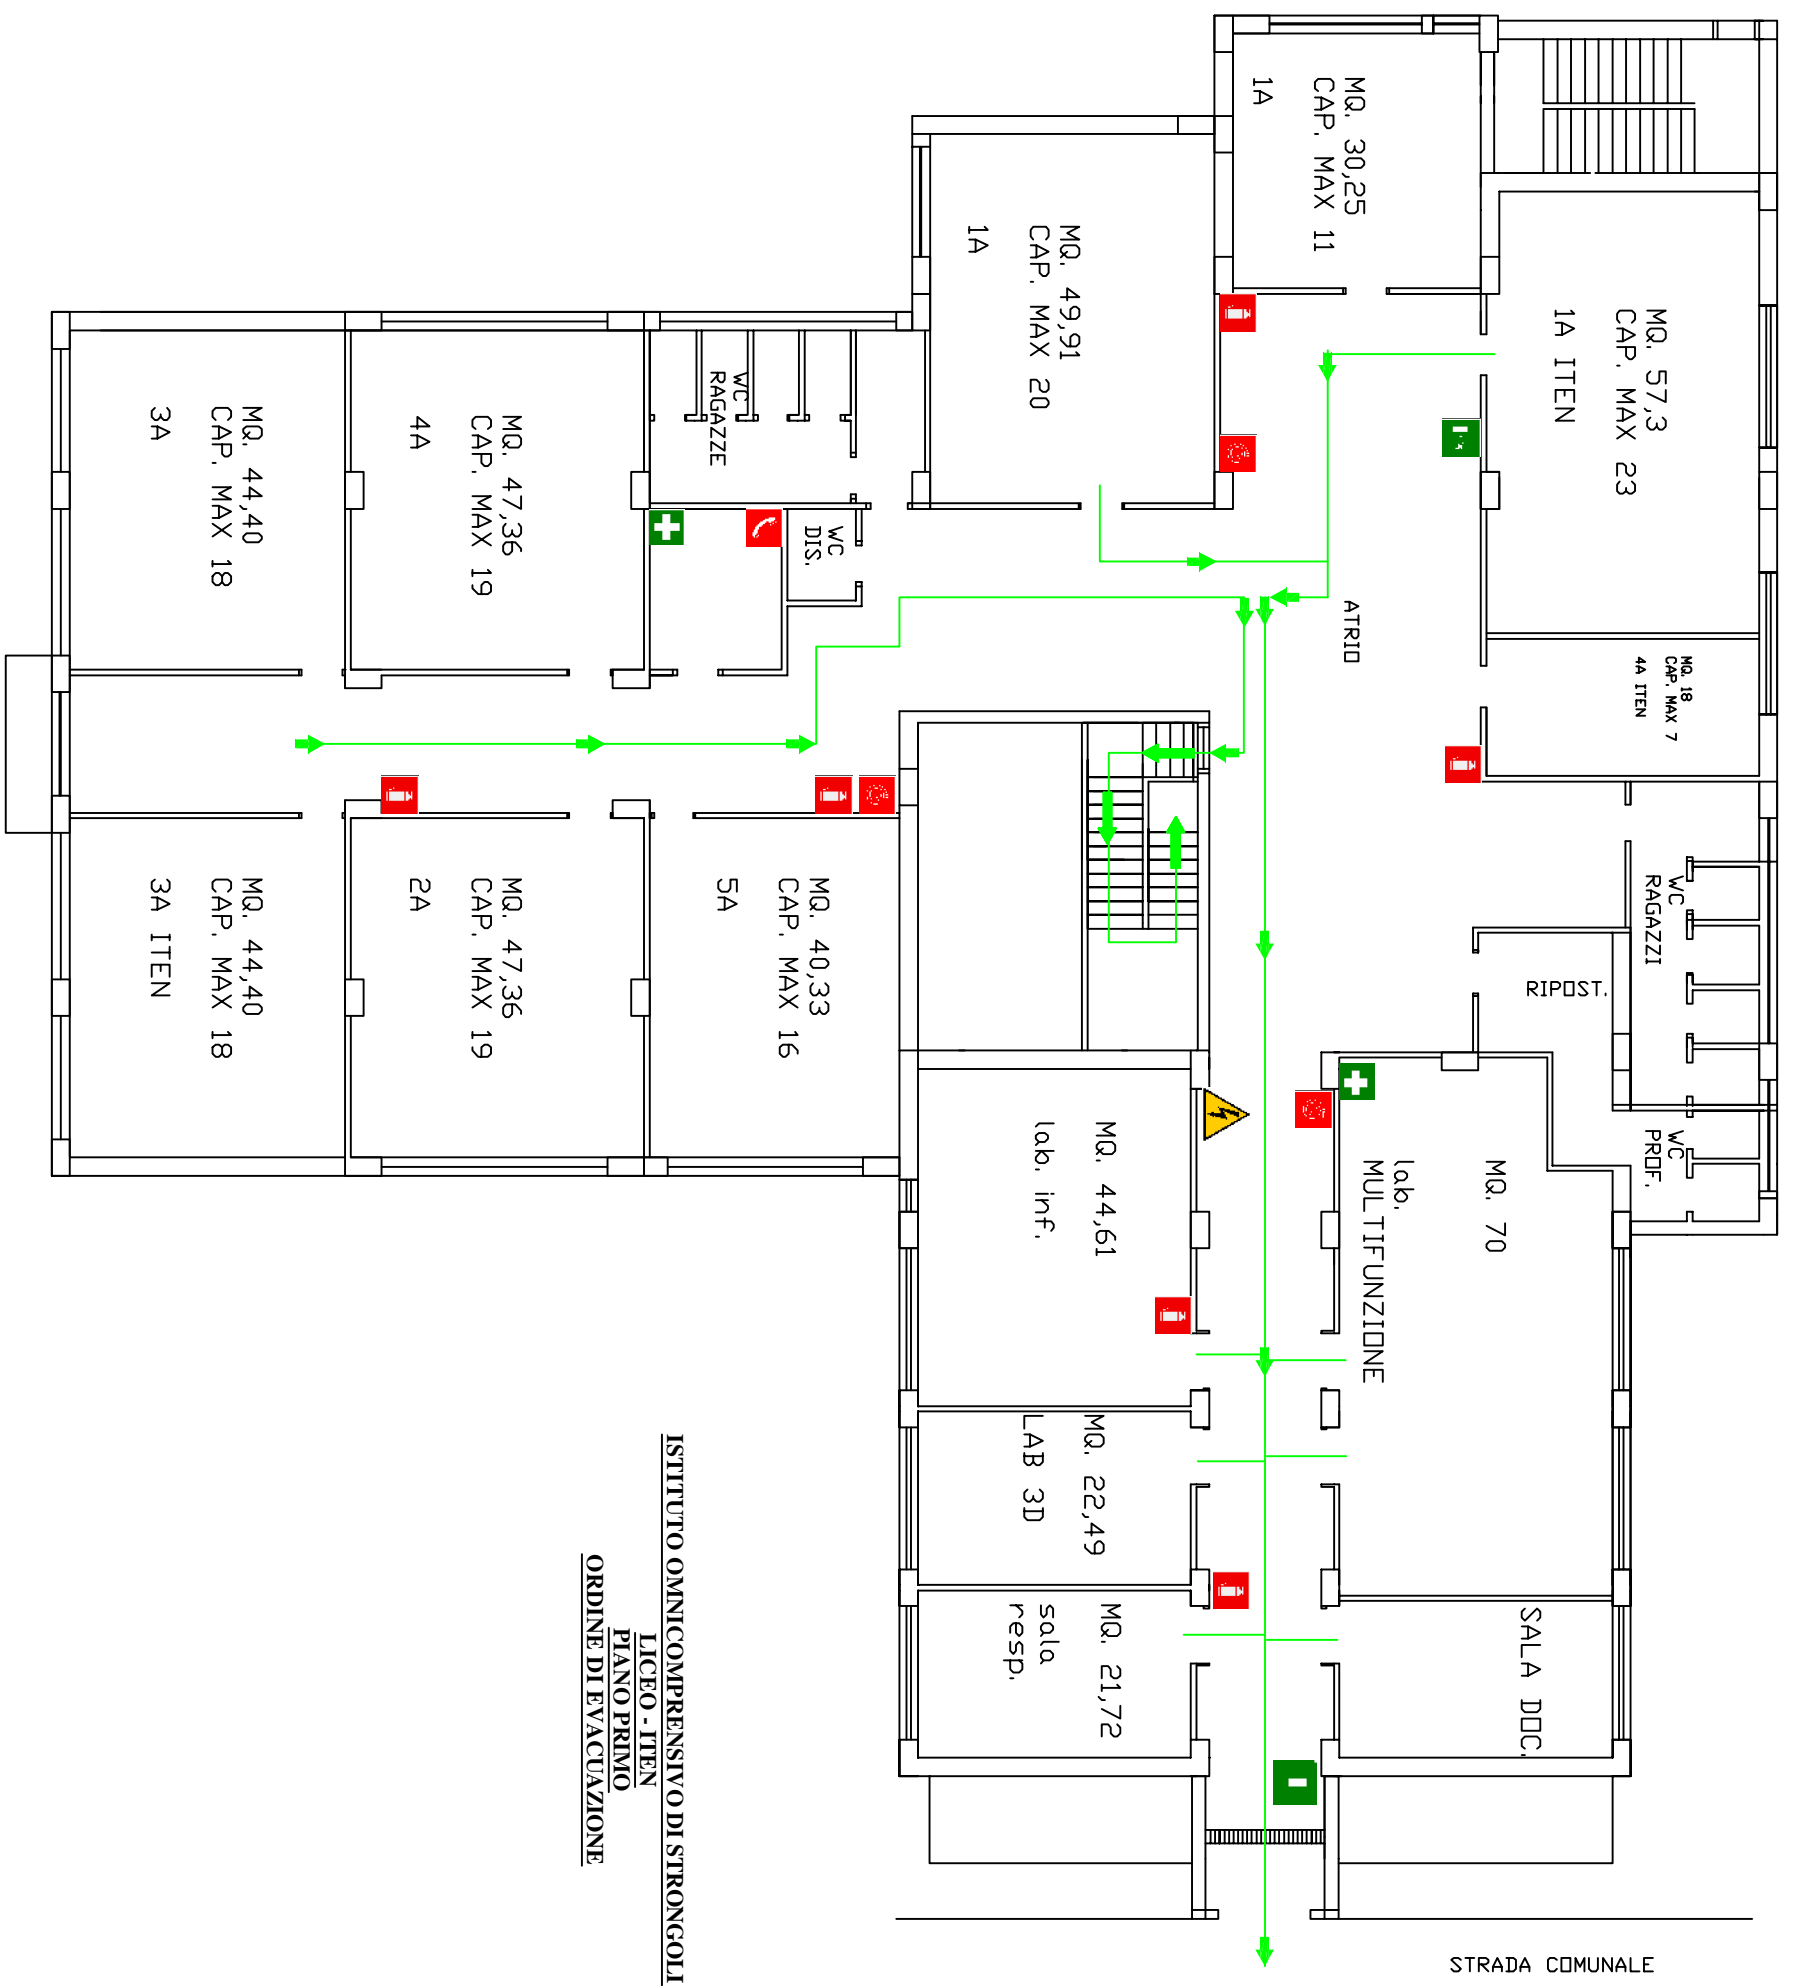 MQ. 30,25
CAP. MAX 11
1A
MQ. 49,91
CAP. MAX 20
1A
MQ. 57,3
CAP. MAX 23
1A ITEN
MQ. 18
CAP. MAX 7
4A ITEN
ATRIO
WC
RAGAZZE
WC
DIS.
MQ. 47,36
CAP. MAX 19
4A
MQ. 44,40
CAP. MAX 18
3A
MQ. 40,33
CAP. MAX 16
5A
MQ. 47,36
CAP. MAX 19
2A
MQ. 44,40
CAP. MAX 18
3A ITEN
WC
RAGAZZI
RIPOST.
WC
PROF.
MQ. 70
lab.
MULTIFUNZIONE
MQ. 44,61
lab. inf.
MQ. 22,49
LAB 3D
MQ. 21,72
sala
resp.
SALA DOC.
STRADA COMUNALE
ISTITUTO OMNICOMPRENSIVO DI STRONGOLI
LICEO - ITEN
PIANO PRIMO
ORDINE DI EVACUAZIONE